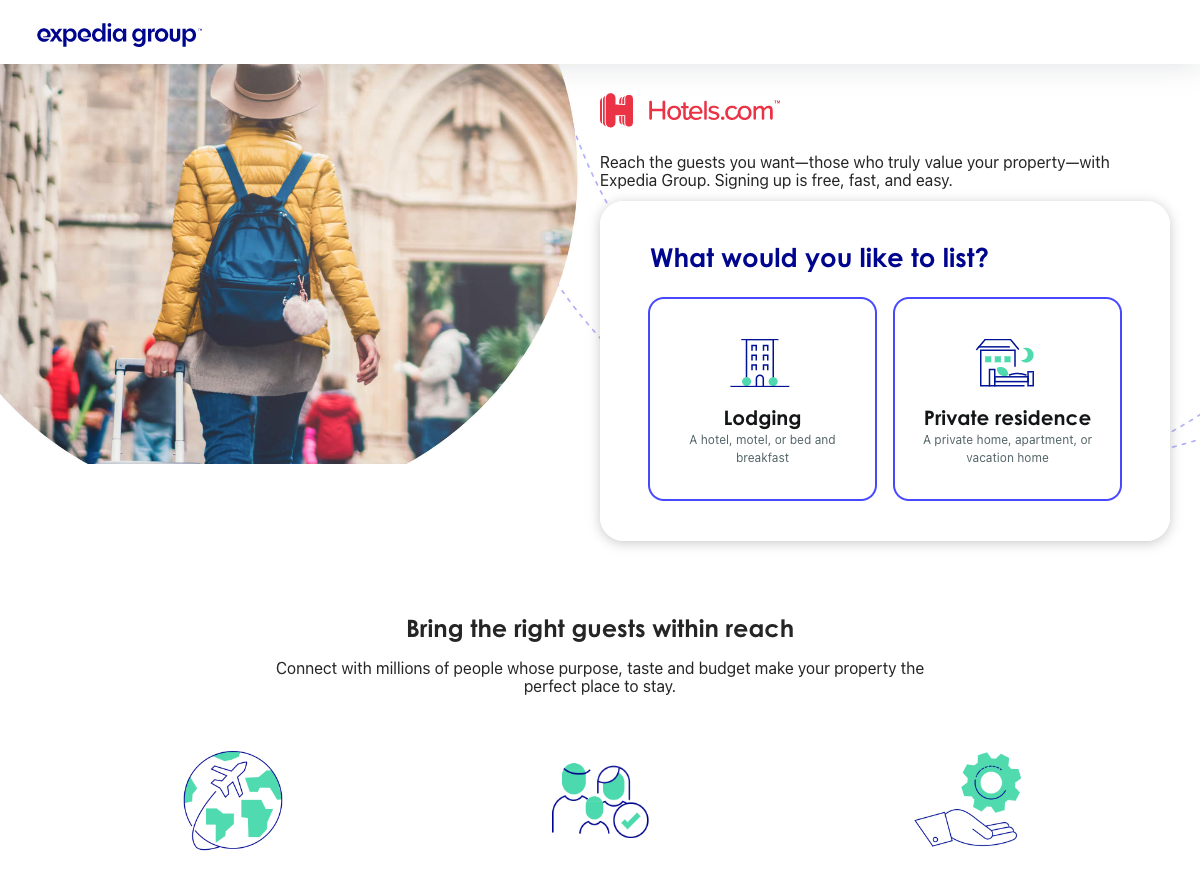 expedia group™
Hotels.com™
Reach the guests you want—those who truly value your property—with
Expedia Group. Signing up is free, fast, and easy.
What would you like to list?
Lodging
A hotel, motel, or bed and
breakfast
Private residence
A private home, apartment, or
vacation home
Bring the right guests within reach
Connect with millions of people whose purpose, taste and budget make your property the
perfect place to stay.